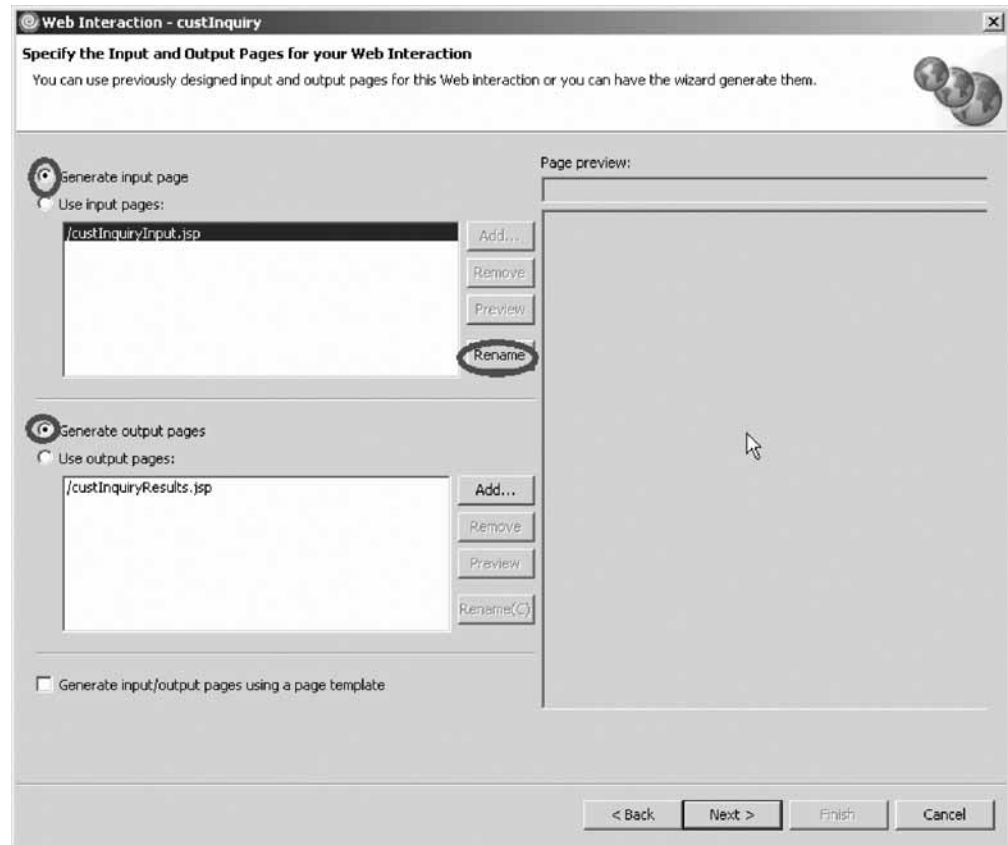 Web Interaction - custInquiry
Specify the Input and Output Pages for your Web Interaction
You can use previously designed input and output pages for this Web interaction or you can have the wizard generate them.
Generate input page
Use input pages:
/custInquiryInput.jsp
Add...
Remove
Preview
Rename
Page preview:
Generate output pages
Use output pages:
/custInquiryResults.jsp
Add...
Remove
Preview
Rename(C)
Generate input/output pages using a page template
< Back
Next >
Finish
Cancel